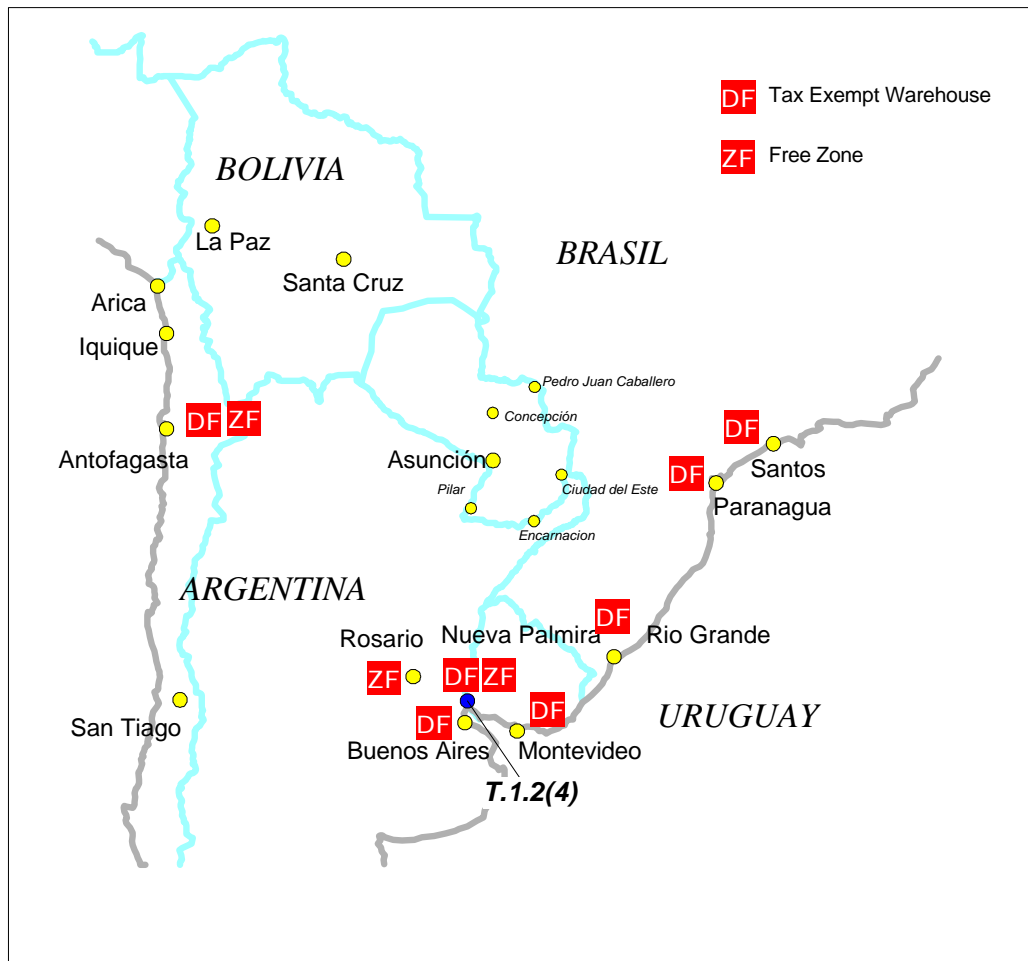 DF Tax Exempt Warehouse
ZF Free Zone
BOLIVIA
La Paz
BRASIL
Santa Cruz
Arica
Iquique
Pedro Juan Caballero
Concepción
DF ZF
Antofagasta
DF
Santos
Asunción
DF
Paranagua
Pilar
Ciudad del Este
Encarnacion
ARGENTINA
DF
Rosario
Nueva Palmira
Rio Grande
ZF
DF ZF
San Tiago
DF
DF
URUGUAY
Buenos Aires
Montevideo
T.1.2(4)